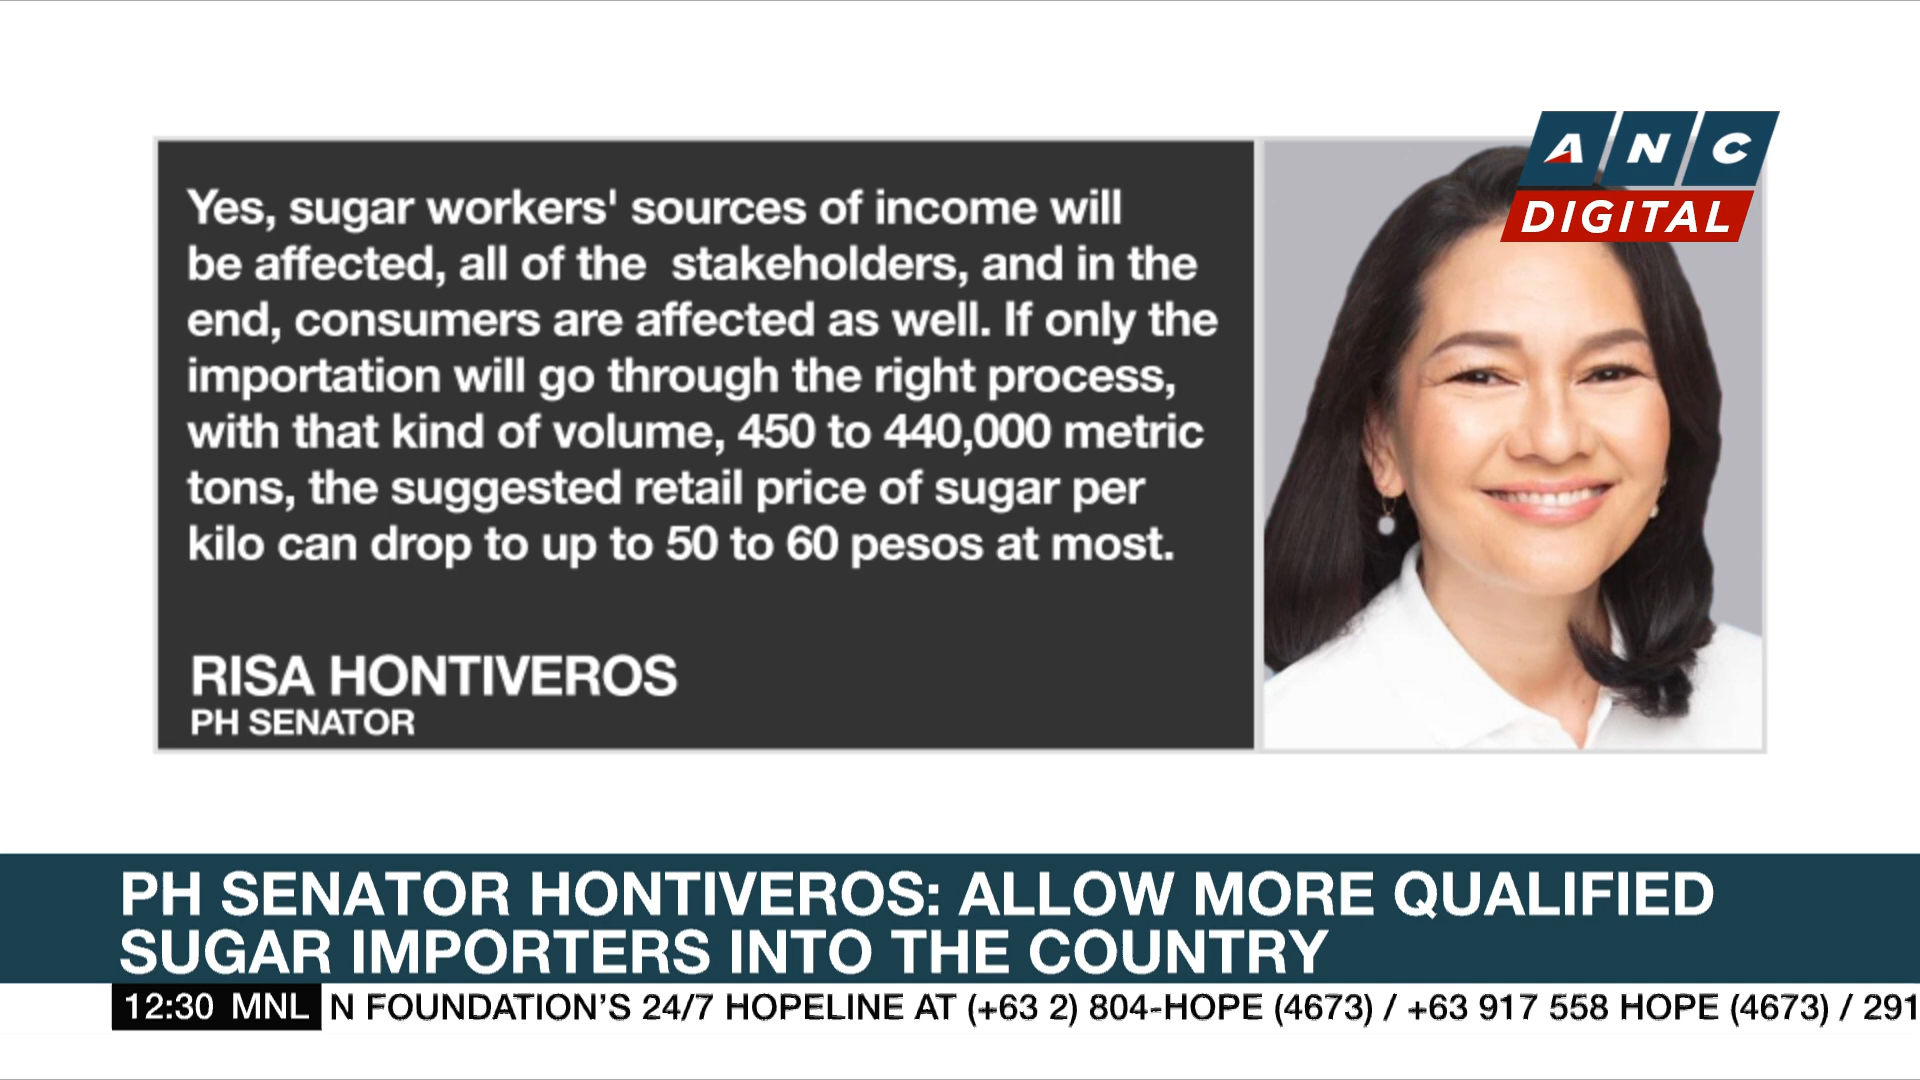 ANC
DIGITAL
Yes, sugar workers' sources of income will
be affected, all of the  stakeholders, and in the
end, consumers are affected as well. If only the
importation will go through the right process,
with that kind of volume, 450 to 440,000 metric
tons, the suggested retail price of sugar per
kilo can drop to up to 50 to 60 pesos at most.
RISA HONTIVEROS
PH SENATOR
PH SENATOR HONTIVEROS: ALLOW MORE QUALIFIED
SUGAR IMPORTERS INTO THE COUNTRY
12:30 MNL N FOUNDATION’S 24/7 HOPELINE AT (+63 2) 804-HOPE (4673) / +63 917 558 HOPE (4673) / 291